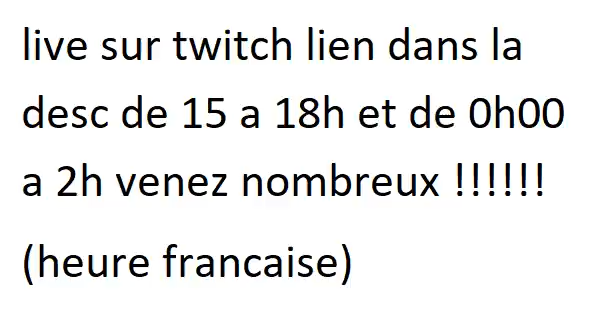 live sur twitch lien dans la
desc de 15 a 18h et de 0h00
a 2h venez nombreux !!!!!!
(heure francaise)